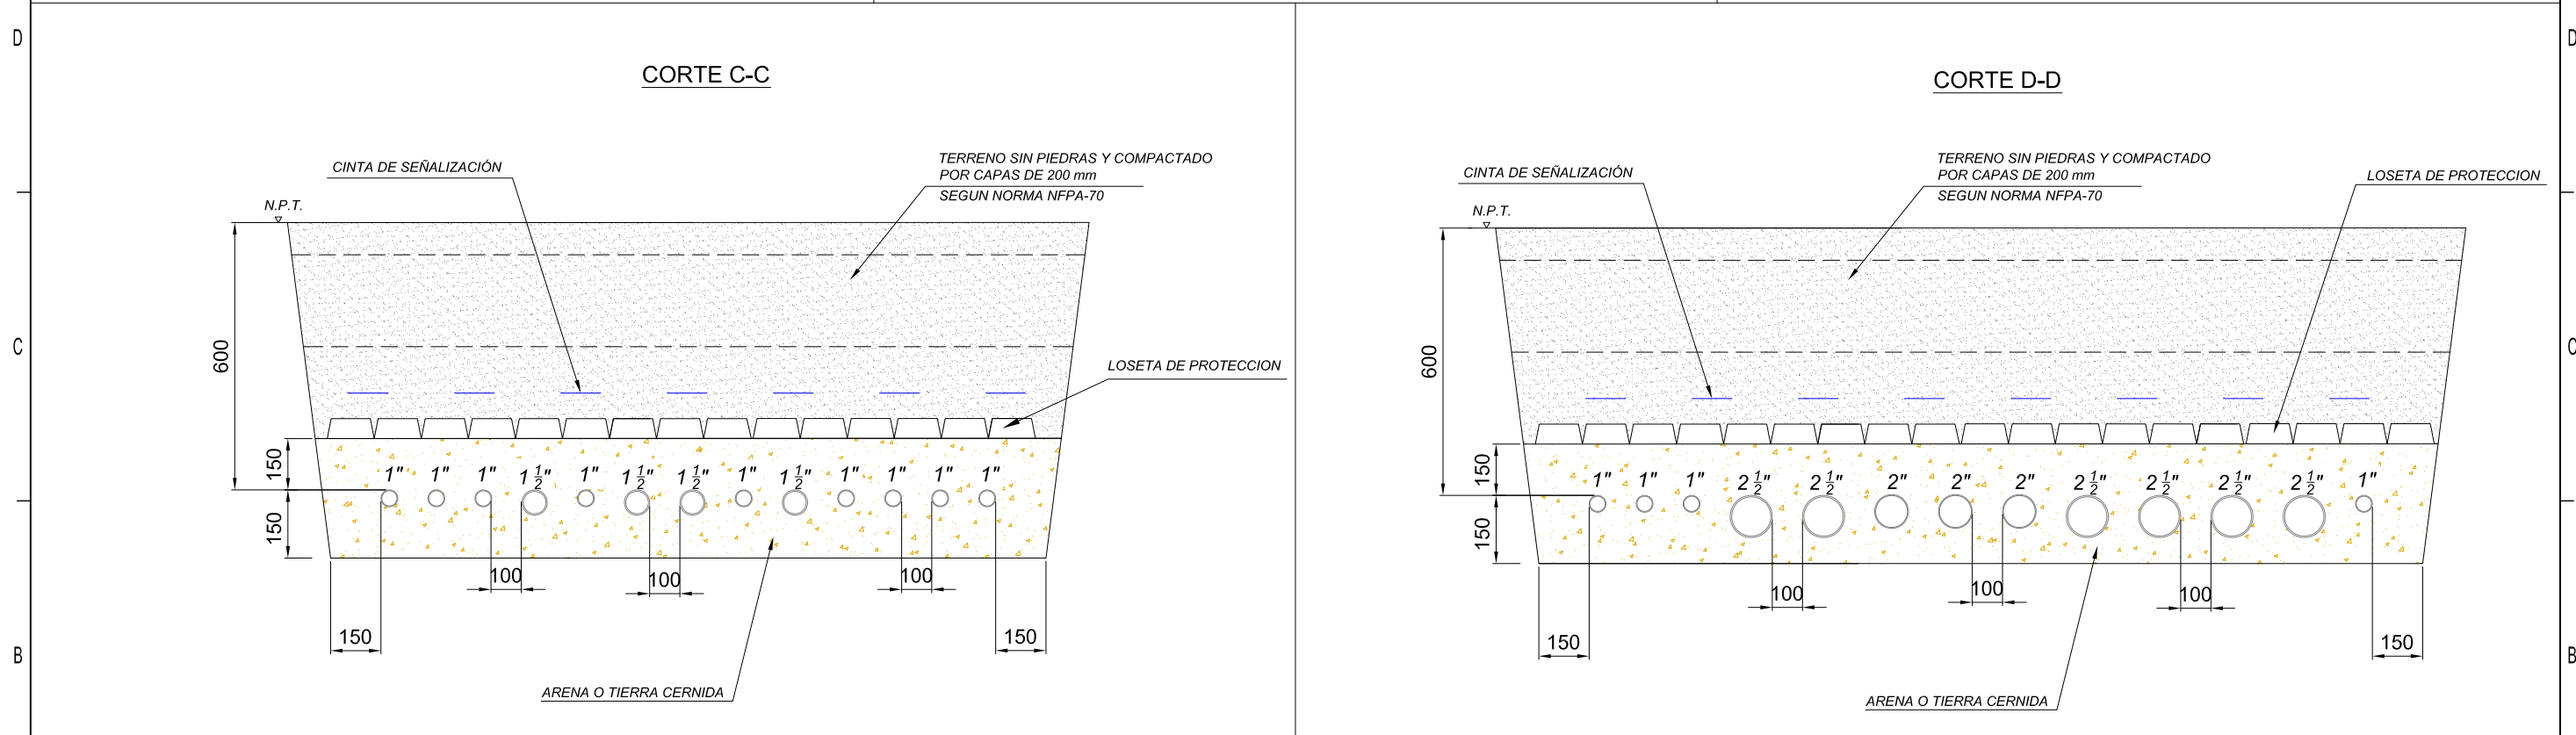 D
D
CORTE C-C
CINTA DE SEÑALIZACIÓN
TERRENO SIN PIEDRAS Y COMPACTADO
POR CAPAS DE 200 mm
SEGUN NORMA NFPA-70
N.P.T.
600
LOSETA DE PROTECCION
150
150
1" 1" 1" 1 1/2" 1" 1 1/2" 1 1/2" 1" 1 1/2" 1" 1" 1" 1"
100 100 100
150 150
ARENA O TIERRA CERNIDA
CORTE D-D
CINTA DE SEÑALIZACIÓN
TERRENO SIN PIEDRAS Y COMPACTADO
POR CAPAS DE 200 mm
SEGUN NORMA NFPA-70
LOSETA DE PROTECCION
N.P.T.
600
150
150
1" 1" 1" 2 1/2" 2 1/2" 2" 2" 2" 2 1/2" 2 1/2" 2 1/2" 2 1/2" 1"
100 100 100
150 150
ARENA O TIERRA CERNIDA
C
C
B
B